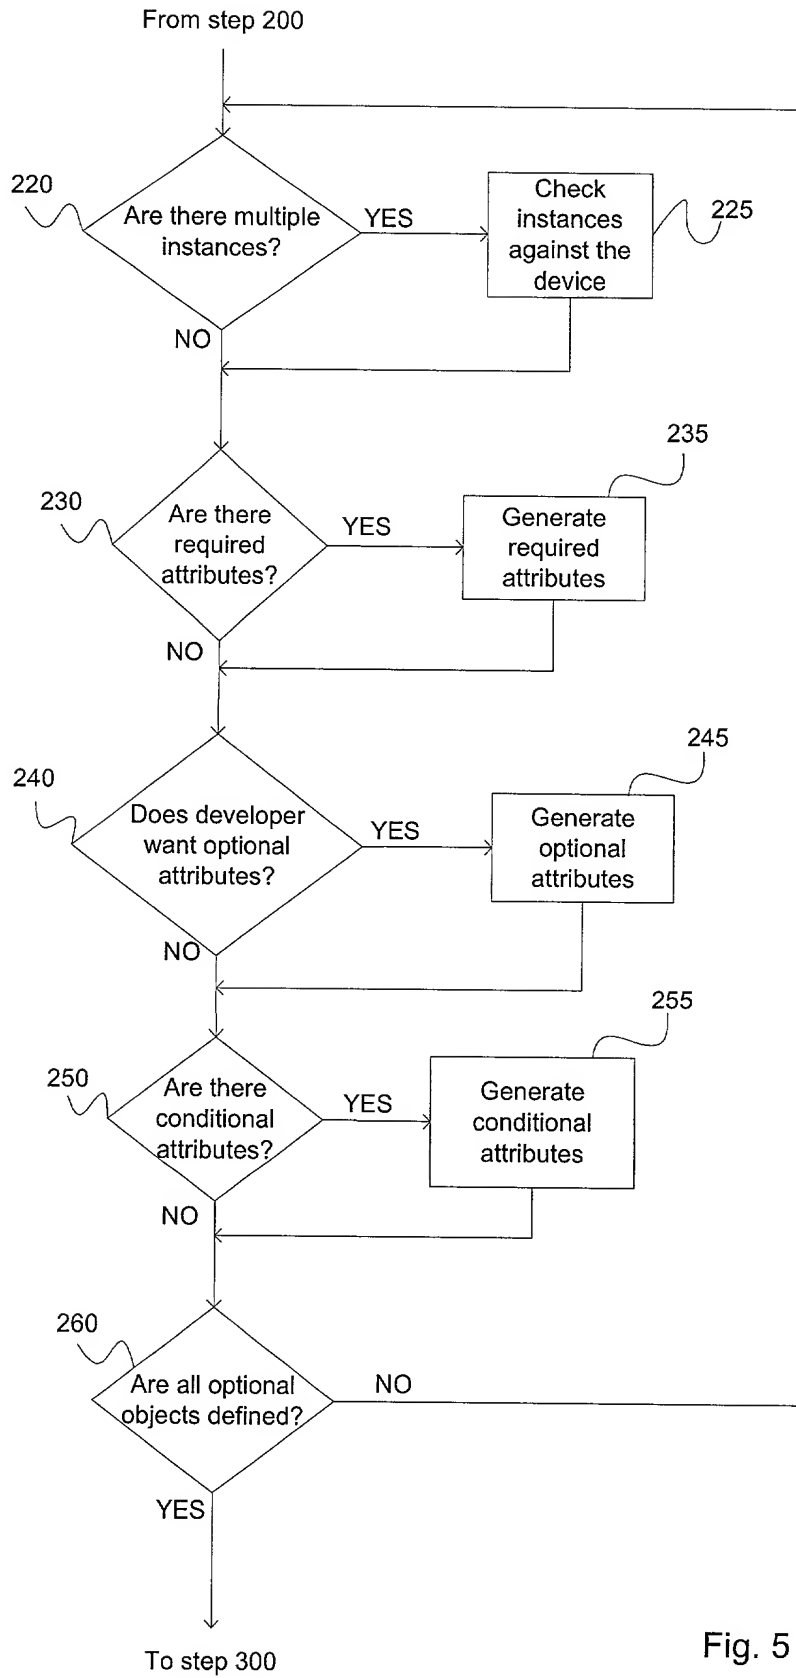 From step 200
220
Are there multiple
instances?
YES
Check
instances
against the
device
225
NO
230
Are there
required
attributes?
YES
Generate
required
attributes
235
NO
240
Does developer
want optional
attributes?
YES
Generate
optional
attributes
245
NO
250
Are there
conditional
attributes?
YES
Generate
conditional
attributes
255
NO
260
Are all optional
objects defined?
NO
YES
To step 300
Fig. 5